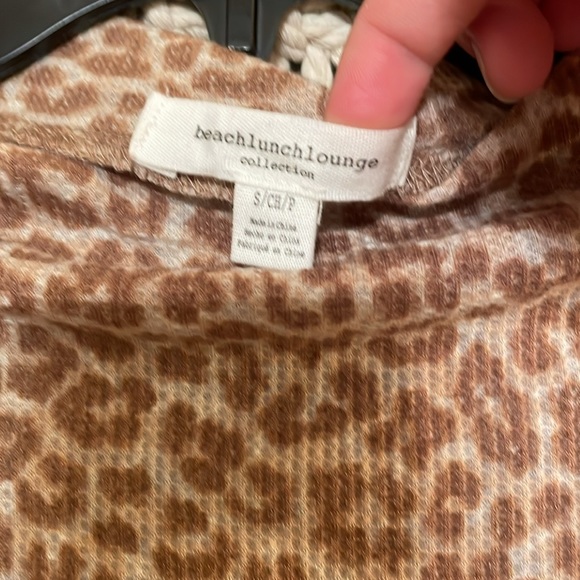 beachlunchlounge
collection
S/CH/P
Made in China
Hecho en China
Fabriqué en Chine